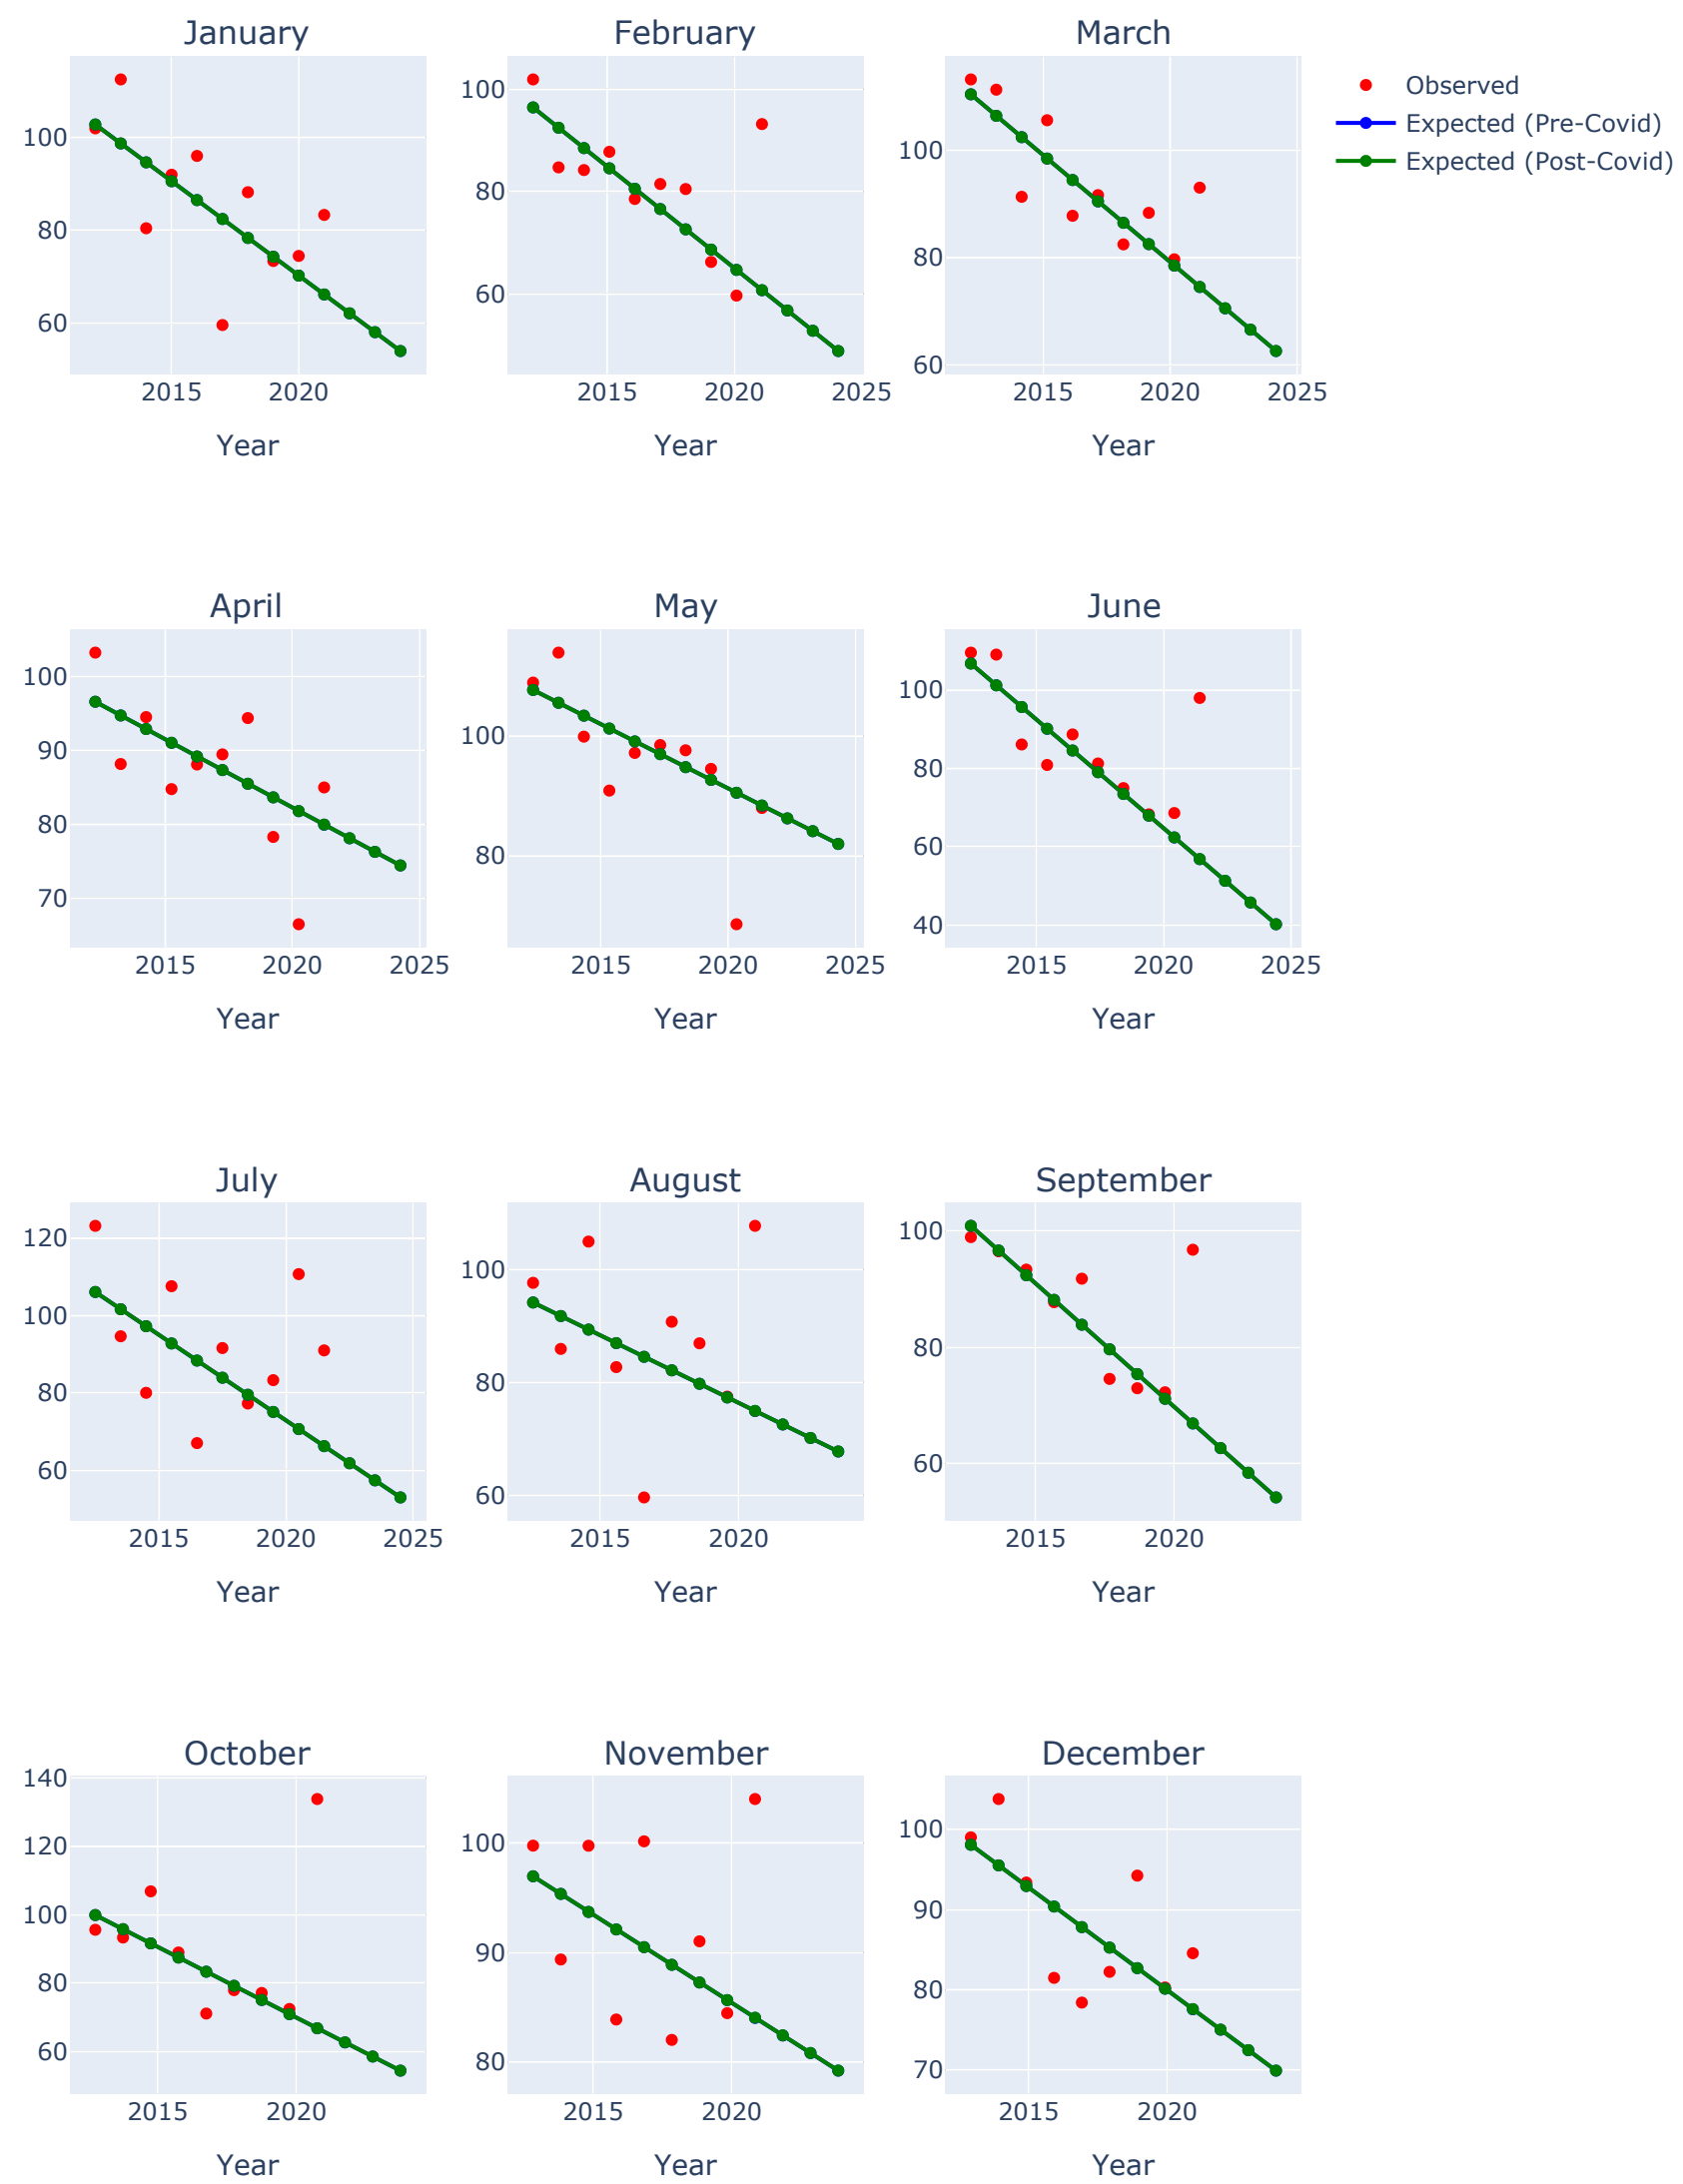 January
February
March
Observed
Expected (Pre-Covid)
Expected (Post-Covid)
100
80
60
2015
2020
Year
100
80
60
2015
2020
2025
Year
100
80
60
2015
2020
2025
Year
April
May
June
100
90
80
70
2015
2020
2025
Year
100
80
2015
2020
2025
Year
100
80
60
40
2015
2020
2025
Year
July
August
September
120
100
80
60
2015
2020
2025
Year
100
80
60
2015
2020
Year
100
80
60
2015
2020
Year
October
November
December
140
120
100
80
60
2015
2020
Year
100
90
80
2015
2020
Year
100
90
80
70
2015
2020
Year